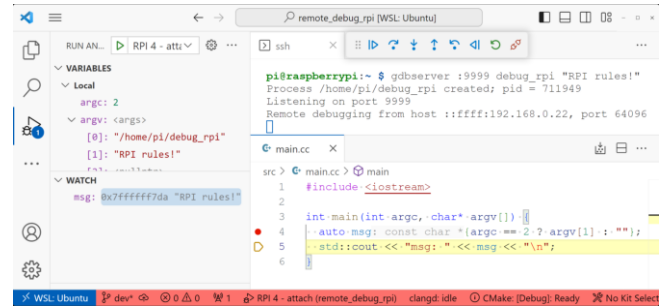 remote_debug_rpi [WSL: Ubuntu]
RUN AN...
RPI 4 - atta
VARIABLES
Local
argc: 2
argv: <args>
[0]: "/home/pi/debug_rpi"
[1]: "RPI rules!"
WATCH
msg: 0x7ffffff7da "RPI rules!"
ssh
pi@raspberrypi:~ $ gdbserver :9999 debug_rpi "RPI rules!"
Process /home/pi/debug_rpi created; pid = 711949
Listening on port 9999
Remote debugging from host ::ffff:192.168.0.22, port 64096
main.cc
src > main.cc > main
1 #include <iostream>
2
3 int main(int argc, char* argv[]) {
4 auto msg: const char *{argc == 2 ? argv[1] : ""};
5 std::cout << "msg: " << msg << "\n";
6 }
1
WSL: Ubuntu
dev*
0 0
1
RPI 4 - attach (remote_debug_rpi)
clangd: idle
CMake: [Debug]: Ready
No Kit Select